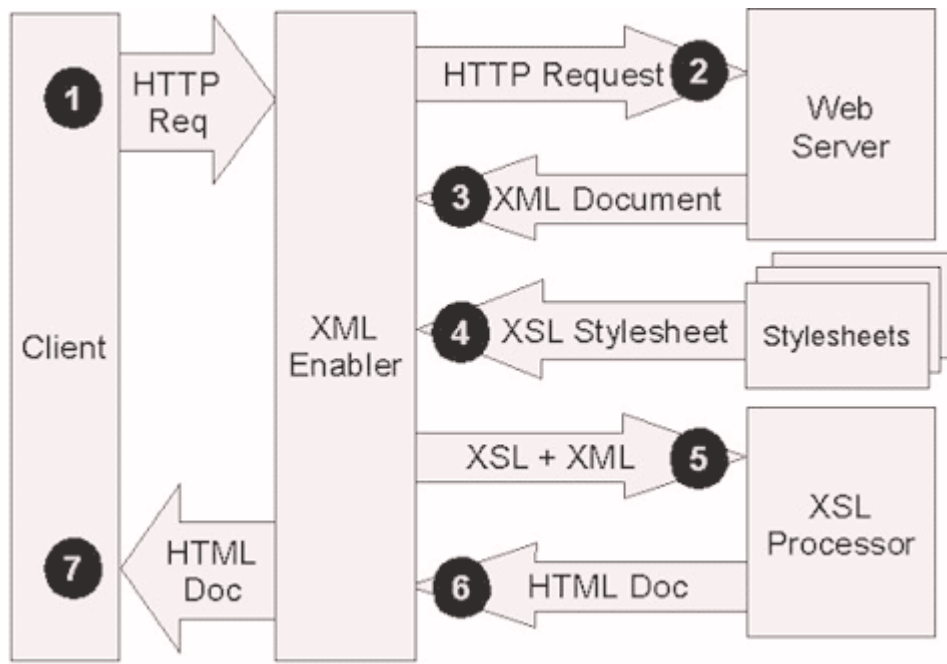 1
HTTP
Req
HTTP Request
2
Web
Server
3
XML Document
Client
XML
Enabler
4
XSL Stylesheet
Stylesheets
XSL + XML
5
XSL
Processor
7
HTML
Doc
6
HTML Doc